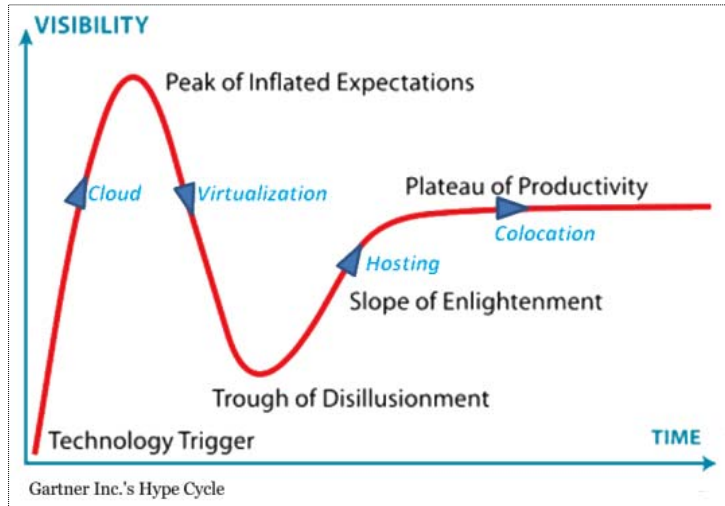 VISIBILITY
Peak of Inflated Expectations
Cloud
Virtualization
Plateau of Productivity
Colocation
Hosting
Slope of Enlightenment
Trough of Disillusionment
Technology Trigger
TIME
Gartner Inc.'s Hype Cycle